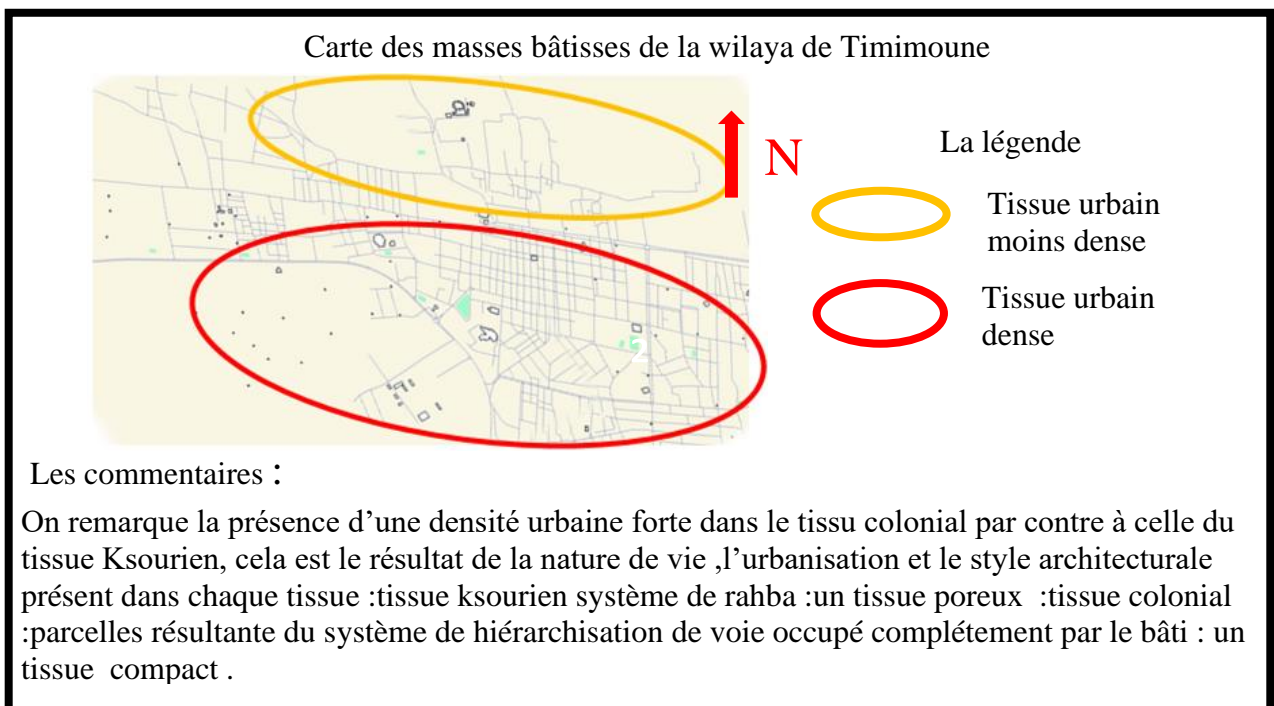 Carte des masses bâtisses de la wilaya de Timimoune
N
La légende
Tissue urbain
moins dense
Tissue urbain
dense
2
Les commentaires :
On remarque la présence d’une densité urbaine forte dans le tissu colonial par contre à celle du
tissue Ksourien, cela est le résultat de la nature de vie ,l’urbanisation et le style architecturale
présent dans chaque tissue :tissue ksourien système de rahba :un tissue poreux :tissue colonial
:parcelles résultante du système de hiérarchisation de voie occupé complétement par le bâti : un
tissue compact .